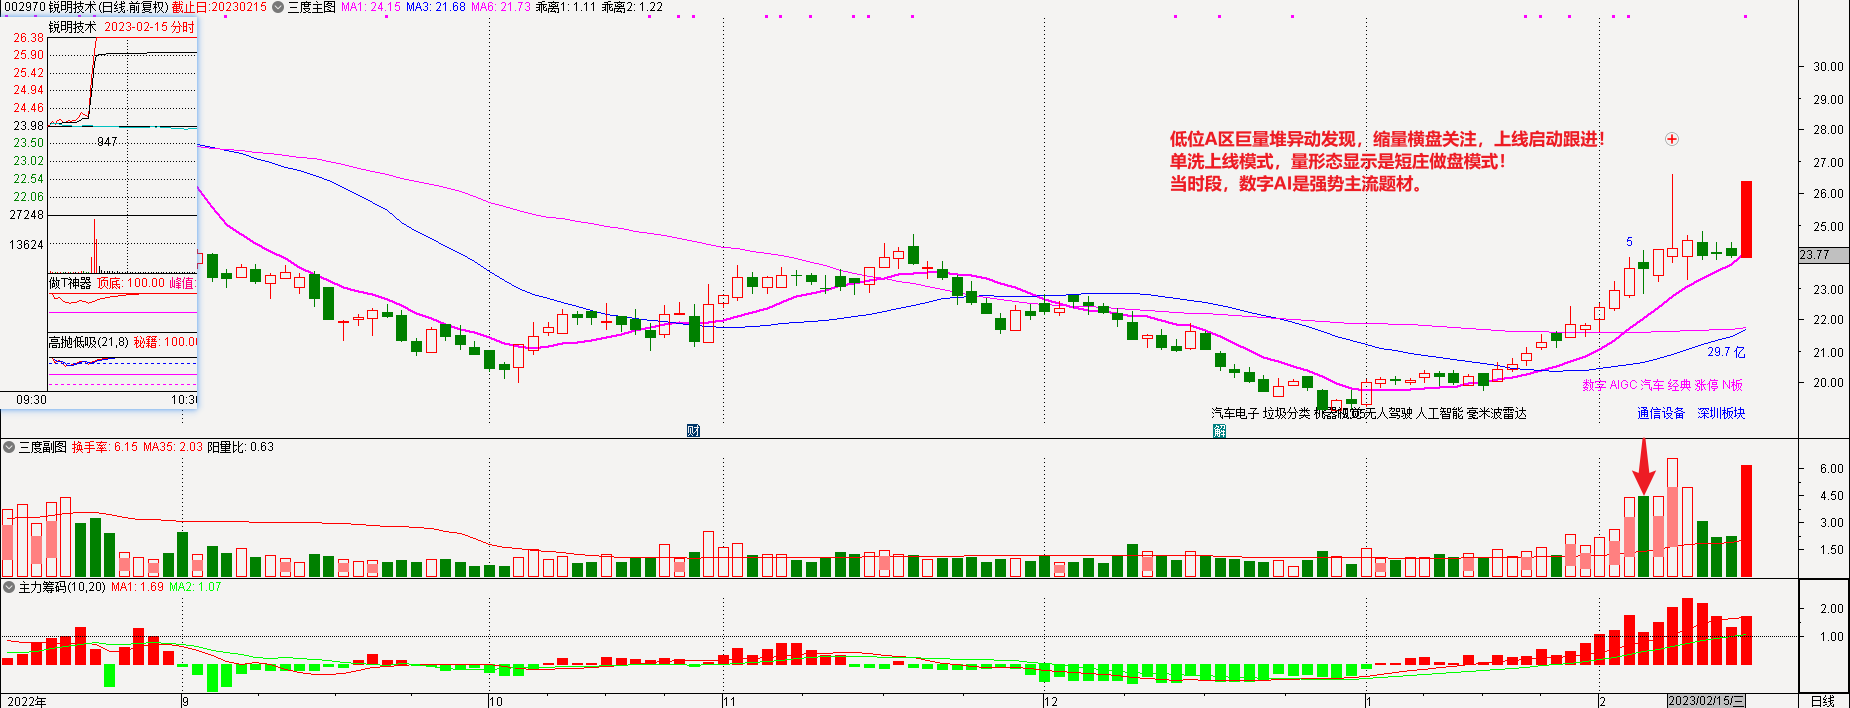 002970 锐明技术(日线.前复权) 截止日:20230215 三度主图 MA1: 24.15 MA3: 21.68 MA6: 21.73 乖离1: 1.11 乖离2: 1.22
锐明技术 2023-02-15 分时
26.38
25.90
25.42
24.94
24.46
23.98
23.50
23.02
22.54
22.06
947
27248
13624
做T神器 顶底: 100.00 峰值:
高抛低吸(21,8) 秘籍: 100.00
09:30
10:30
低位A区巨量堆异动发现，缩量横盘关注，上线启动跟进！
单洗上线模式，量形态显示是短庄做盘模式！
当时段，数字AI是强势主流题材。
5
30.00
29.00
28.00
27.00
26.00
25.00
23.77
23.00
22.00
21.00
20.00
29.7 亿
数字 AIGC 汽车 经典 涨停 N板
汽车电子 垃圾分类 机器视觉 无人驾驶 人工智能 毫米波雷达
通信设备 深圳板块
财
解
三度副图 换手率: 6.15 MA35: 2.03 阳量比: 0.63
6.00
4.50
3.00
1.50
主力筹码(10,20) MA1: 1.69 MA2: 1.07
2.00
1.00
2022年
9
10
11
12
1
2
2023/02/15/三
日线